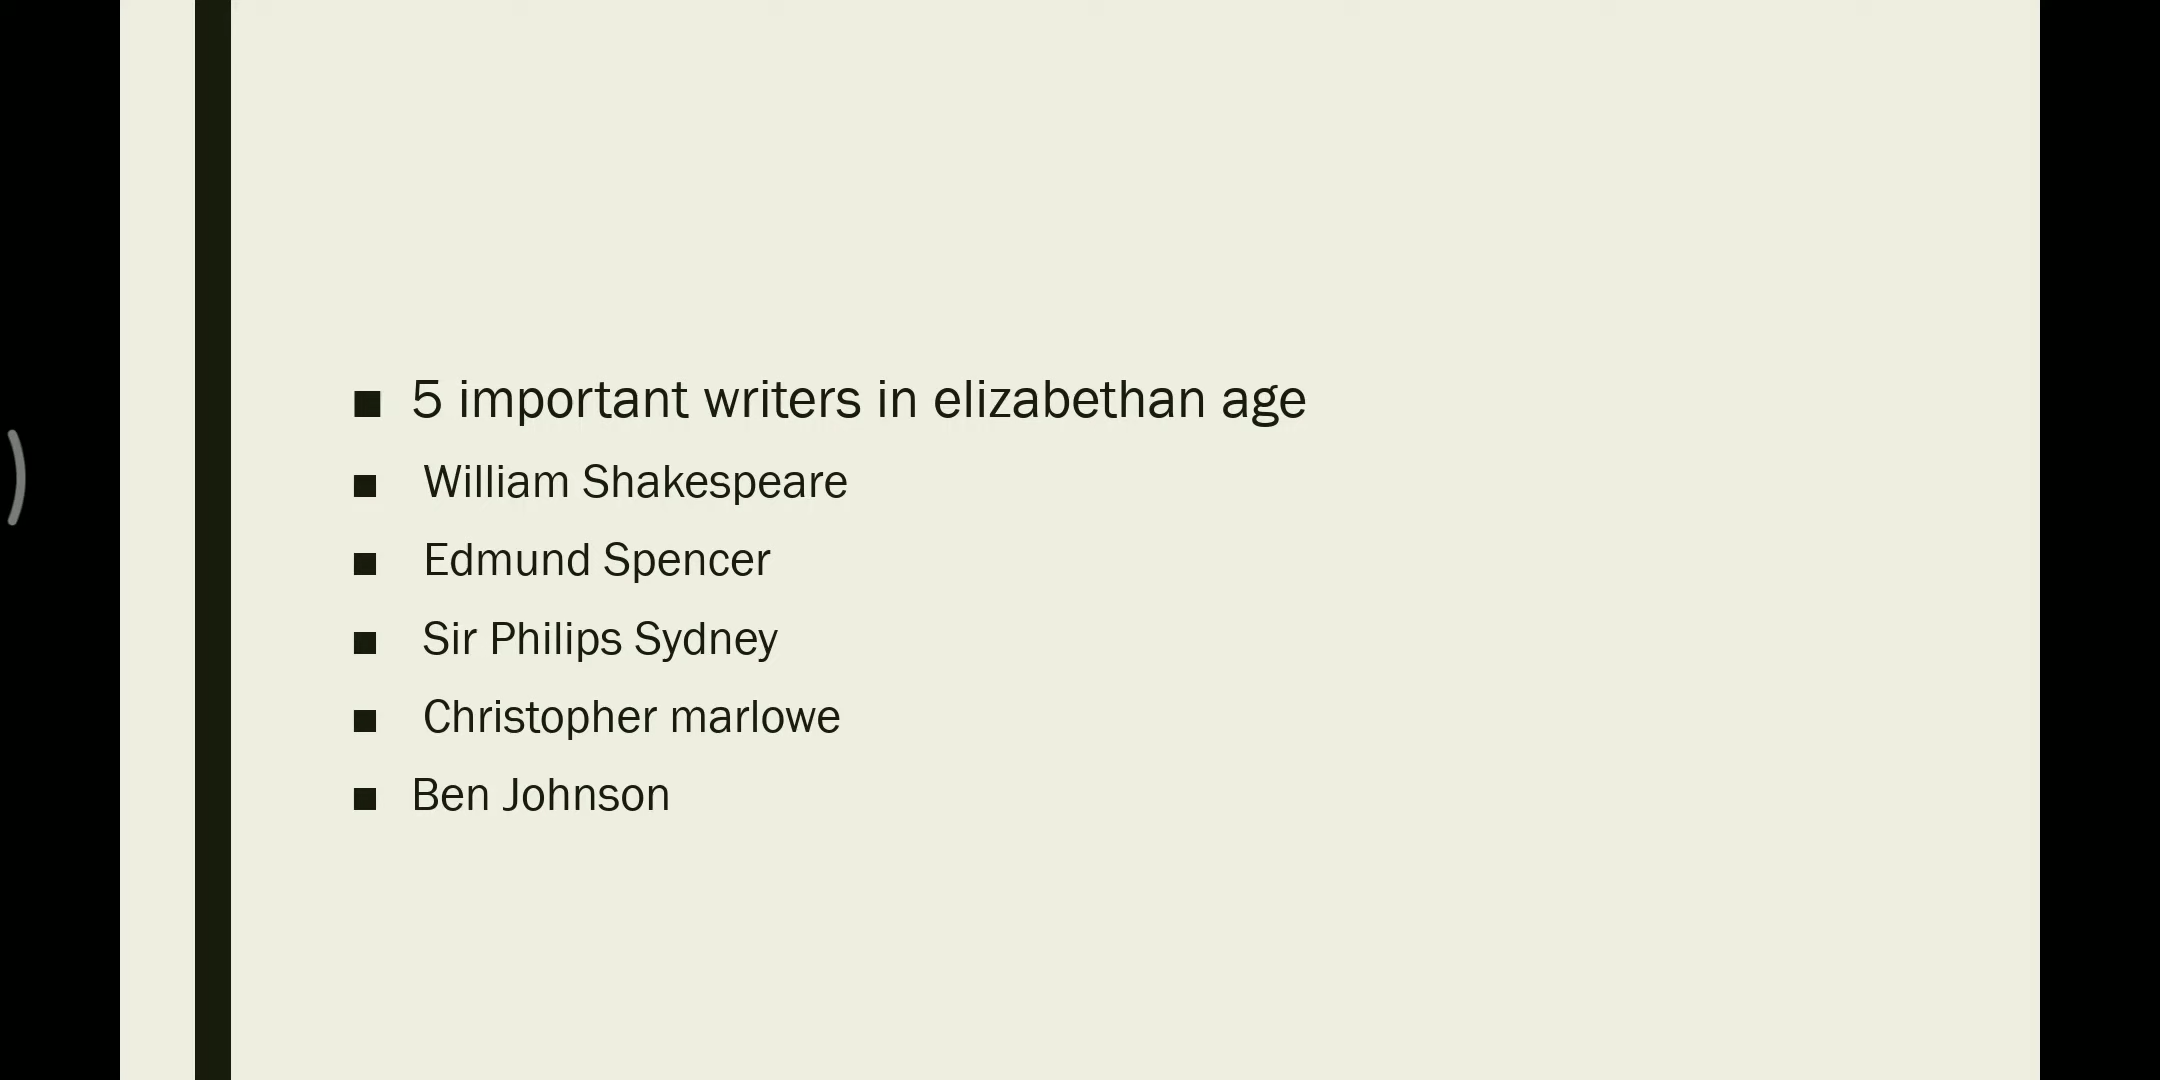 5 important writers in elizabethan age
William Shakespeare
Edmund Spencer
Sir Philips Sydney
Christopher marlowe
Ben Johnson